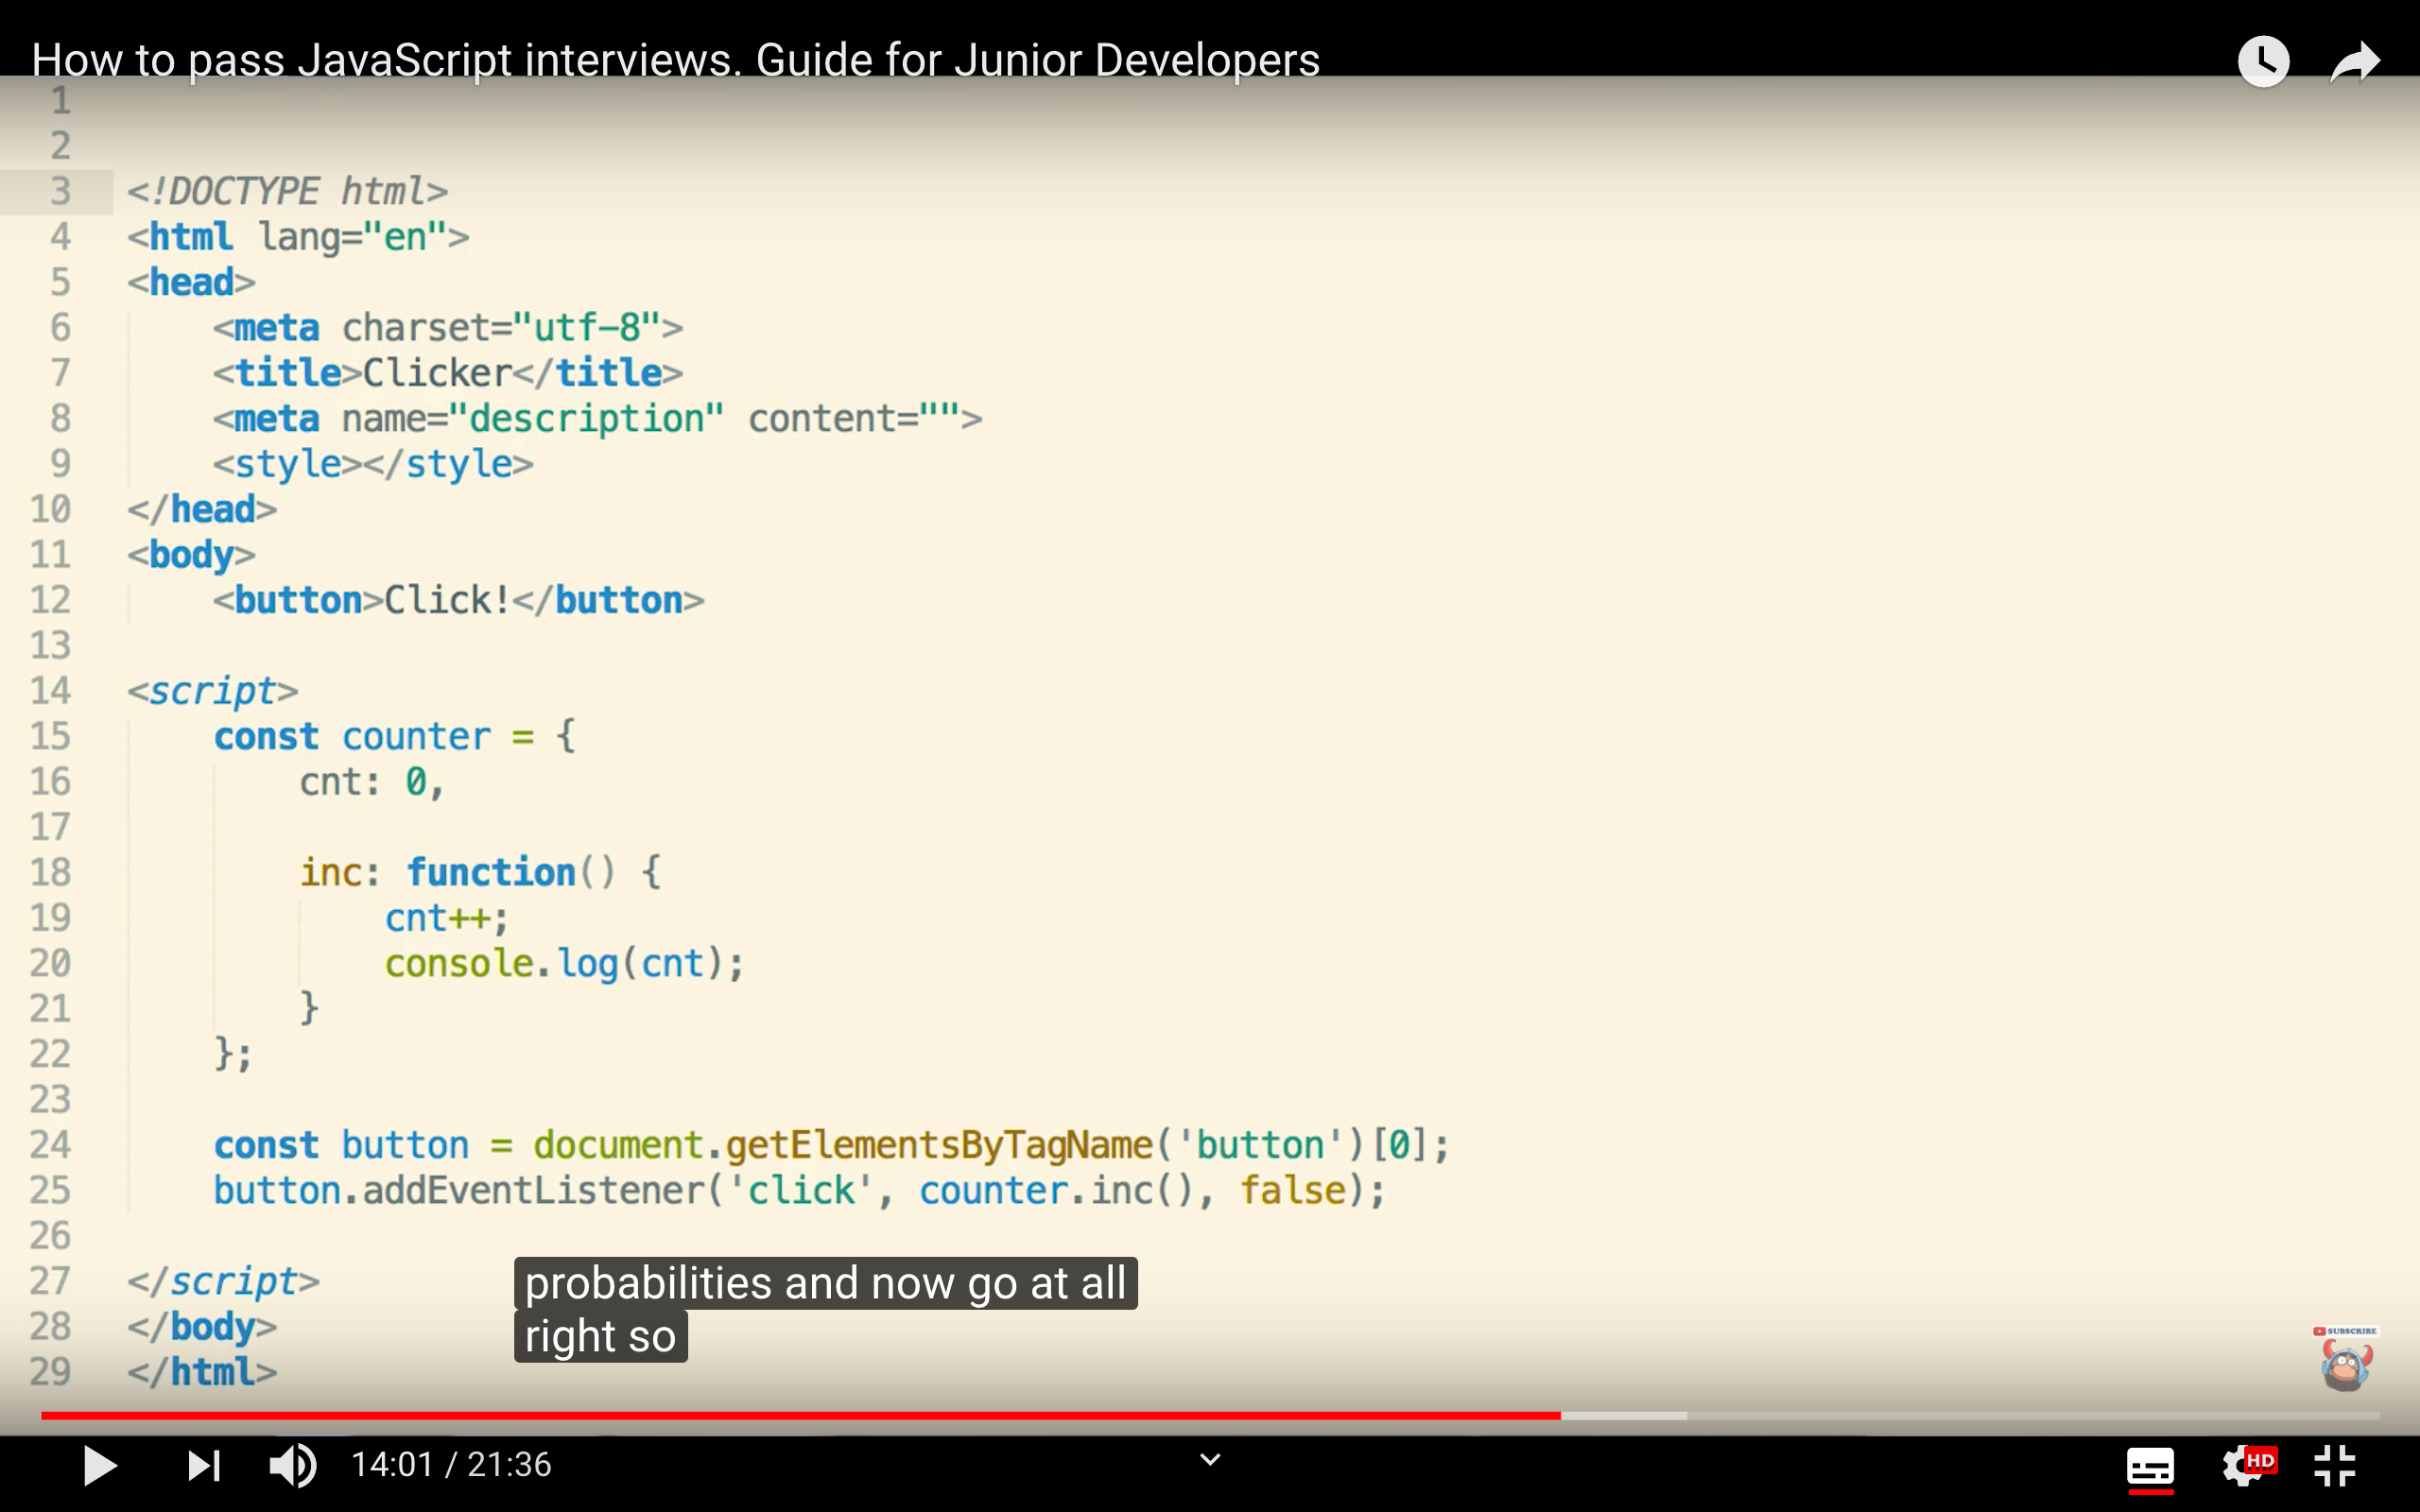 How to pass JavaScript interviews. Guide for Junior Developers
1
2
3 <!DOCTYPE html>
4 <html lang="en">
5 <head>
6     <meta charset="utf-8">
7     <title>Clicker</title>
8     <meta name="description" content="">
9     <style></style>
10 </head>
11 <body>
12     <button>Click!</button>
13
14 <script>
15     const counter = {
16         cnt: 0,
17
18         inc: function() {
19             cnt++;
20             console.log(cnt);
21         }
22     };
23
24     const button = document.getElementsByTagName('button')[0];
25     button.addEventListener('click', counter.inc(), false);
26
27 </script>
28 </body>
29 </html>
probabilities and now go at all
right so
SUBSCRIBE
14:01 / 21:36
HD